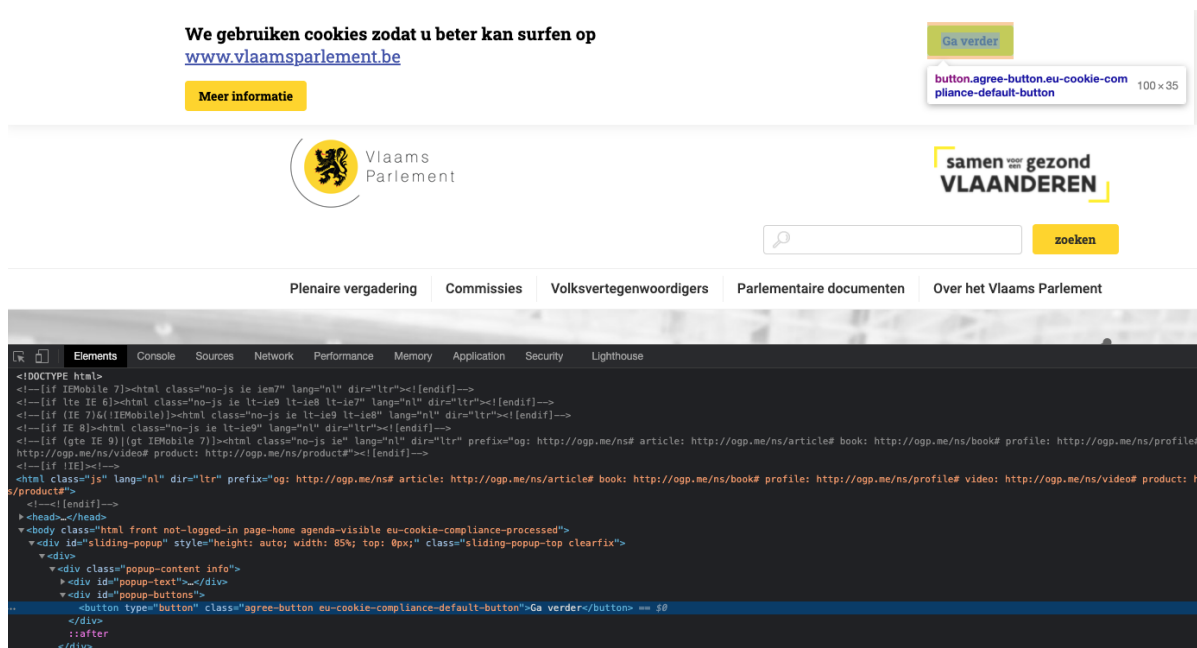 We gebruiken cookies zodat u beter kan surfen op
www.vlaamsparlement.be
Meer informatie
Ga verder
button.agree-button.eu-cookie-com
pliance-default-button
100 × 35
Vlaams
Parlement
samen voor een gezond
VLAANDEREN
zoeken
Plenaire vergadering
Commissies
Volksvertegenwoordigers
Parlementaire documenten
Over het Vlaams Parlement
Elements
Console
Sources
Network
Performance
Memory
Application
Security
Lighthouse
<!DOCTYPE html>
<!--[if IEMobile 7]><html class="no-js ie iem7" lang="nl" dir="ltr"><![endif]-->
<!--[if lte IE 6]><html class="no-js ie lt-ie9 lt-ie8 lt-ie7" lang="nl" dir="ltr"><![endif]-->
<!--[if (IE 7)&(!IEMobile)]><html class="no-js ie lt-ie9 lt-ie8" lang="nl" dir="ltr"><![endif]-->
<!--[if IE 8]><html class="no-js ie lt-ie9" lang="nl" dir="ltr"><![endif]-->
<!--[if (gte IE 9)|(gt IEMobile 7)]><html class="no-js ie" lang="nl" dir="ltr" prefix="og: http://ogp.me/ns# article: http://ogp.me/ns/article# book: http://ogp.me/ns/book# profile: http://ogp.me/ns/profile#
http://ogp.me/ns/video# product: http://ogp.me/ns/product#"><![endif]-->
<!--[if !IE]><!-->
<html class="js" lang="nl" dir="ltr" prefix="og: http://ogp.me/ns# article: http://ogp.me/ns/article# book: http://ogp.me/ns/book# profile: http://ogp.me/ns/profile# video: http://ogp.me/ns/video# product: h
s/product#">
<!--<![endif]-->
<head>…</head>
<body class="html front not-logged-in page-home agenda-visible eu-cookie-compliance-processed">
<div id="sliding-popup" style="height: auto; width: 85%; top: 0px;" class="sliding-popup-top clearfix">
<div>
<div class="popup-content info">
<div id="popup-text">…</div>
<div id="popup-buttons">
<button type="button" class="agree-button eu-cookie-compliance-default-button">Ga verder</button> == $0
</div>
::after
</div>